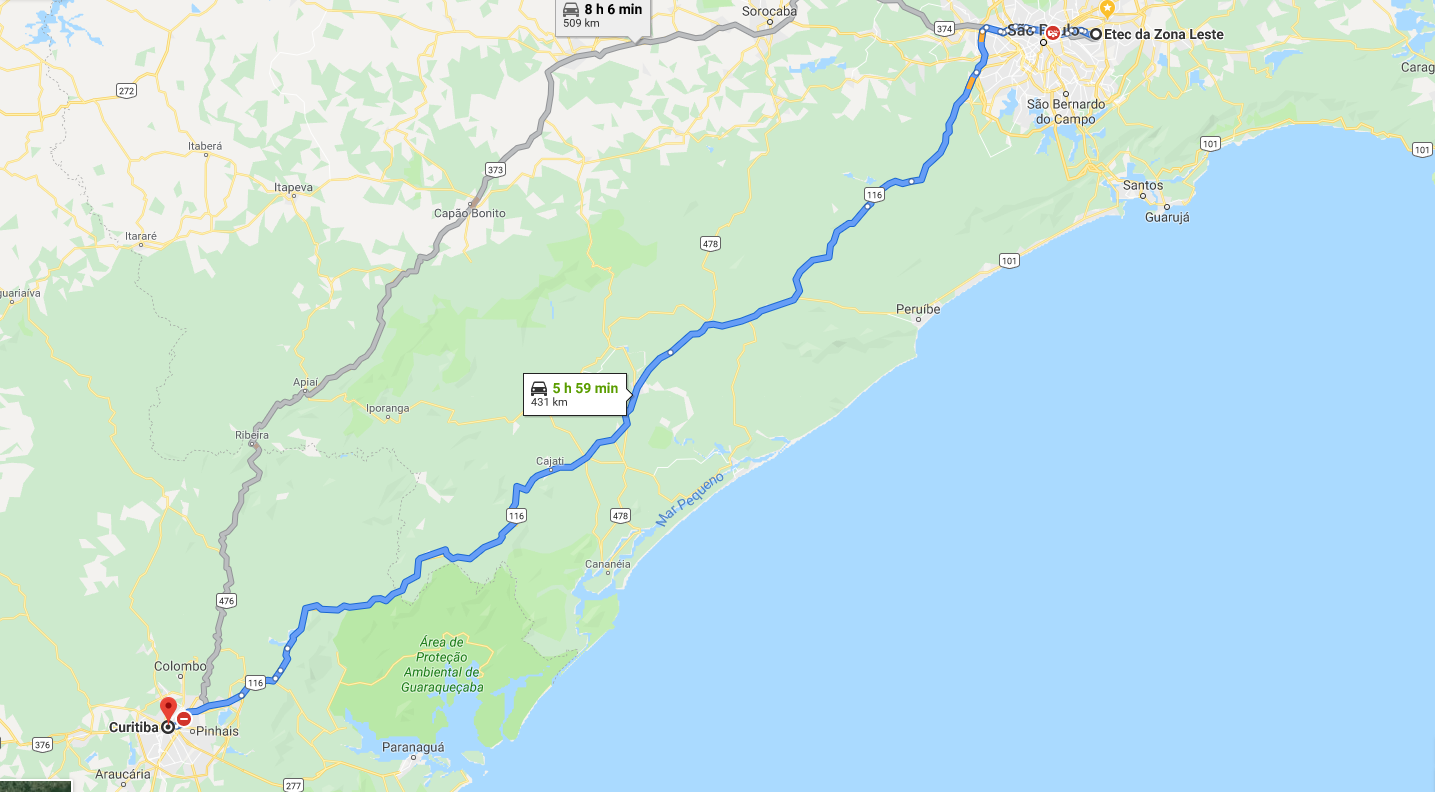 8 h 6 min
509 km
Sorocaba
374
São Paulo
Etec da Zona Leste
Carag
272
São Bernardo
do Campo
Itaberá
101
101
373
Itapeva
Santos
116
Capão Bonito
Guarujá
Itararé
478
101
guariaíva
Peruíbe
5 h 59 min
431 km
Apiaí
Iporanga
Ribeira
Cajati
Mar Pequeno
116
478
Cananéia
476
Área de
Proteção
Ambiental de
Guaraqueçaba
Colombo
116
Curitiba
Pinhais
376
Paranaguá
Araucária
277